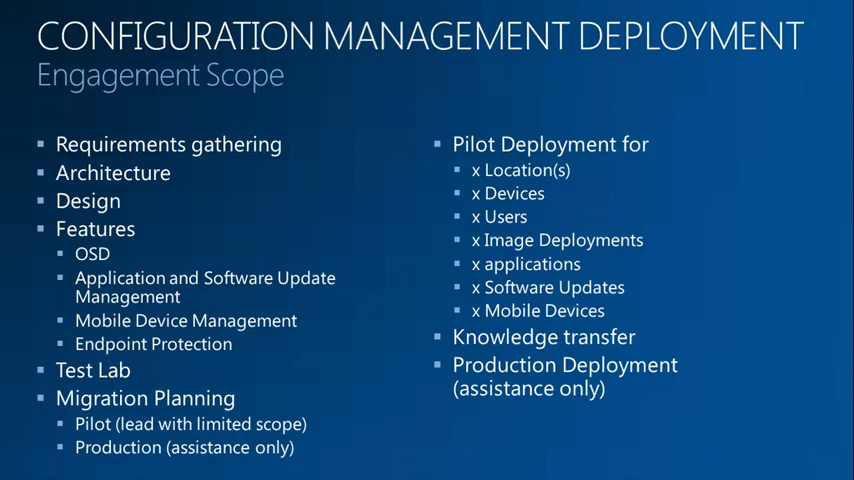 CONFIGURATION MANAGEMENT DEPLOYMENT
Engagement Scope
Requirements gathering
Architecture
Design
Features
OSD
Application and Software Update
Management
Mobile Device Management
Endpoint Protection
Test Lab
Migration Planning
Pilot (lead with limited scope)
Production (assistance only)
Pilot Deployment for
x Location(s)
x Devices
x Users
x Image Deployments
x applications
x Software Updates
x Mobile Devices
Knowledge transfer
Production Deployment
(assistance only)